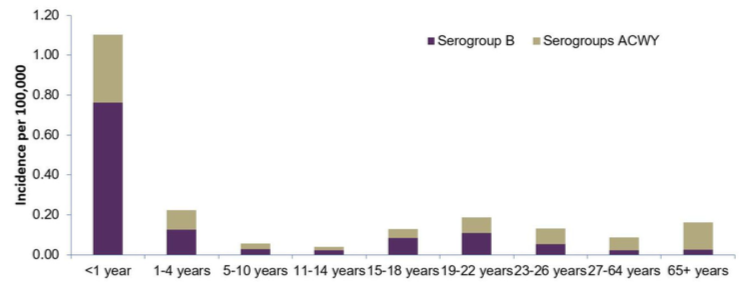 1.20
Serogroup B
Serogroups ACWY
1.00
0.80
0.60
0.40
0.20
0.00
Incidence per 100,000
<1 year
1-4 years
5-10 years
11-14 years
15-18 years
19-22 years
23-26 years
27-64 years
65+ years